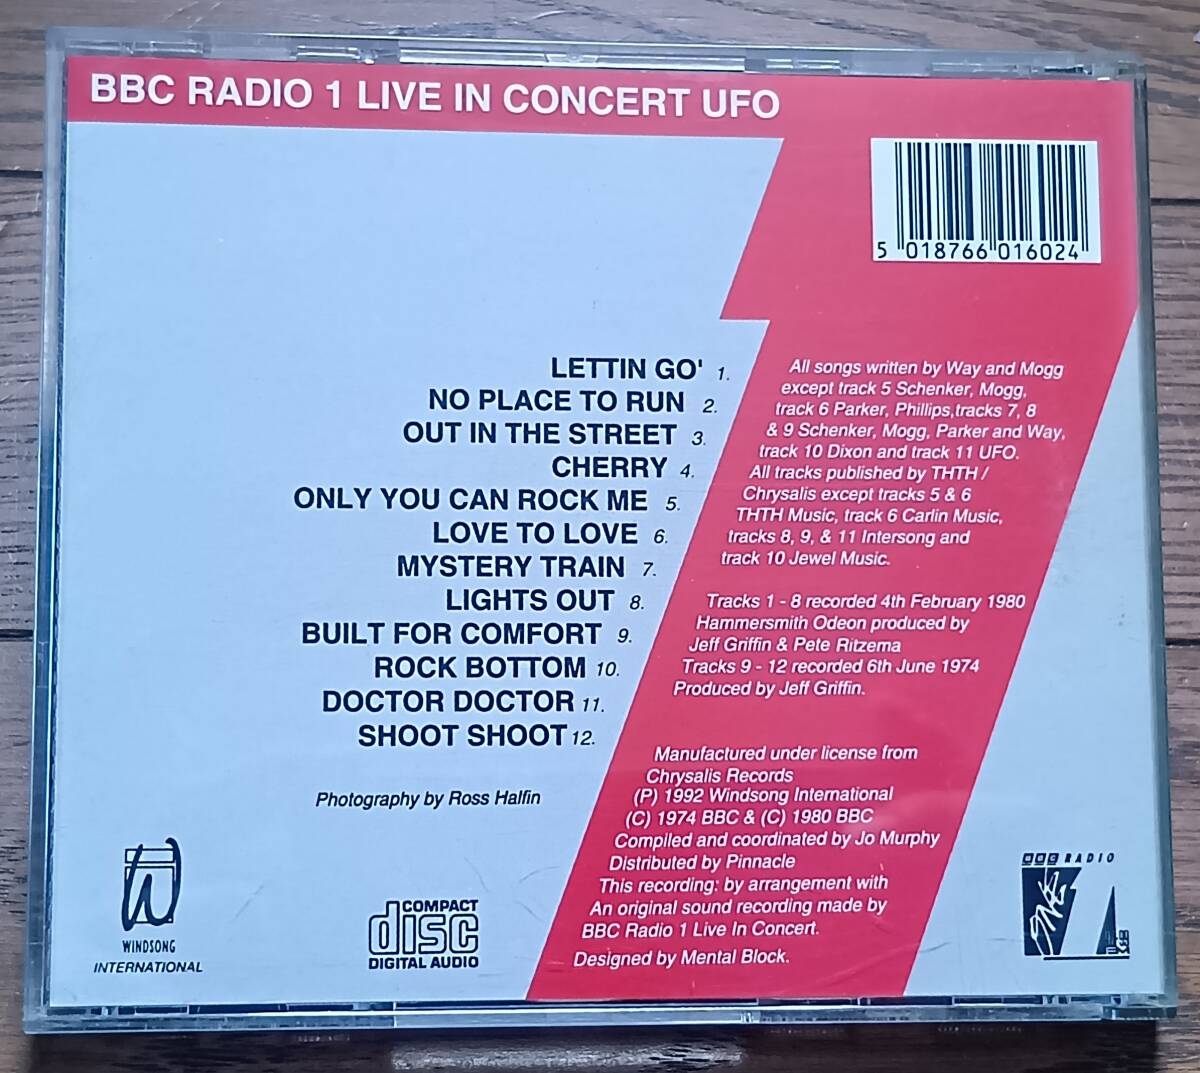 BBC RADIO 1 LIVE IN CONCERT UFO
5 018766 016024
LETTIN GO' 1.
NO PLACE TO RUN 2.
OUT IN THE STREET 3.
CHERRY 4.
ONLY YOU CAN ROCK ME 5.
LOVE TO LOVE 6.
MYSTERY TRAIN 7.
LIGHTS OUT 8.
BUILT FOR COMFORT 9.
ROCK BOTTOM 10.
DOCTOR DOCTOR 11.
SHOOT SHOOT 12.
Photography by Ross Halfin
All songs written by Way and Mogg
except track 5 Schenker, Mogg,
track 6 Parker, Phillips,tracks 7, 8
& 9 Schenker, Mogg, Parker and Way,
track 10 Dixon and track 11 UFO.
All tracks published by THTH /
Chrysalis except tracks 5 & 6
THTH Music, track 6 Carlin Music,
tracks 8, 9, & 11 Intersong and
track 10 Jewel Music.
Tracks 1 - 8 recorded 4th February 1980
Hammersmith Odeon produced by
Jeff Griffin & Pete Ritzema
Tracks 9 - 12 recorded 6th June 1974
Produced by Jeff Griffin.
Manufactured under license from
Chrysalis Records
(P) 1992 Windsong International
(C) 1974 BBC & (C) 1980 BBC
Compiled and coordinated by Jo Murphy
Distributed by Pinnacle
This recording: by arrangement with
An original sound recording made by
BBC Radio 1 Live In Concert.
Designed by Mental Block.
WINDSONG
INTERNATIONAL
COMPACT
disc
DIGITAL AUDIO
BBC RADIO
1